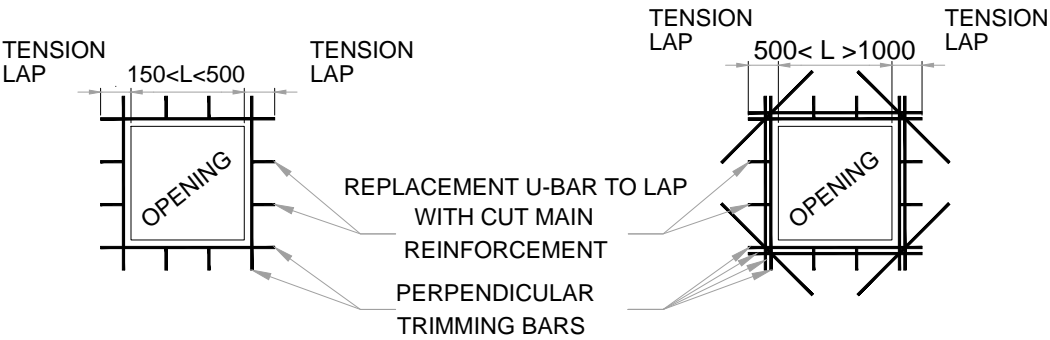 TENSION
LAP
150<L<500
TENSION
LAP
TENSION
LAP
500< L >1000
TENSION
LAP
OPENING
OPENING
REPLACEMENT U-BAR TO LAP
WITH CUT MAIN
REINFORCEMENT
PERPENDICULAR
TRIMMING BARS